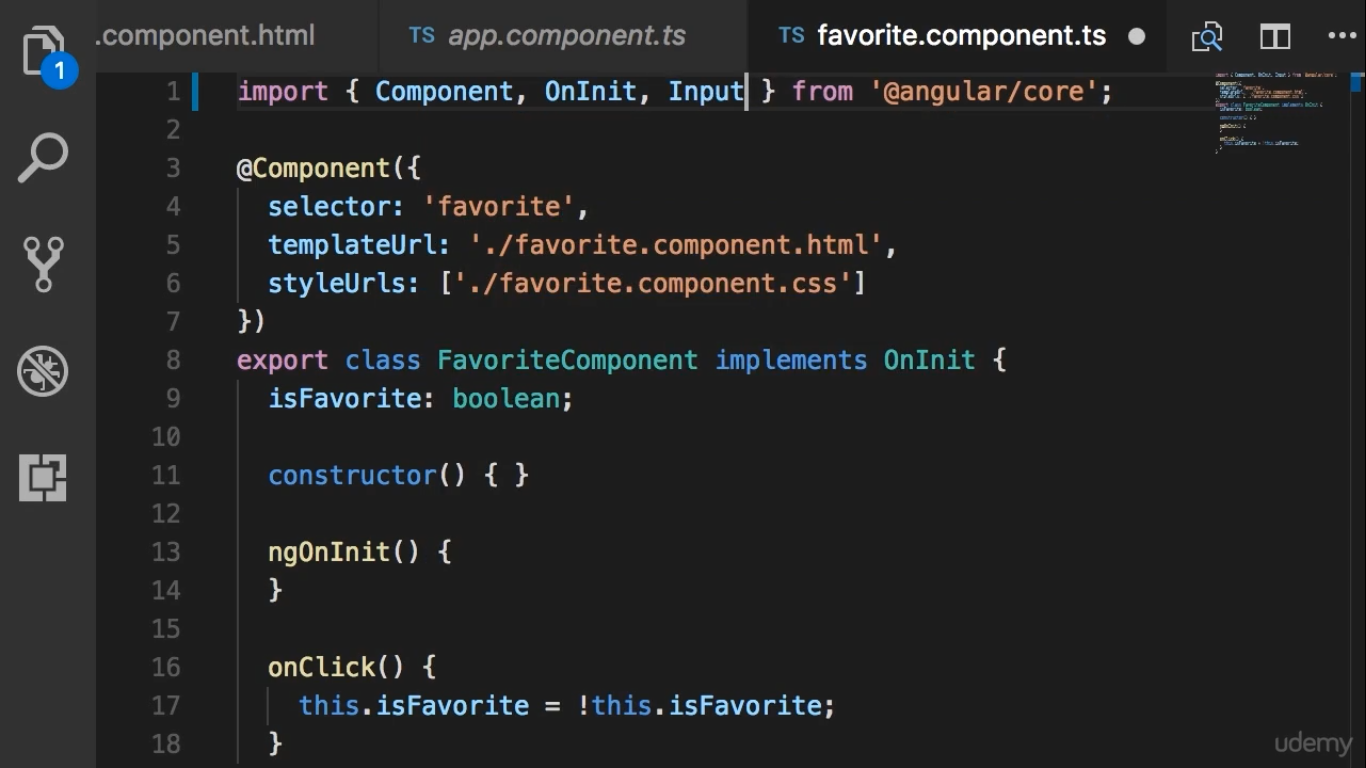 .component.html TS app.component.ts TS favorite.component.ts
1
1 import { Component, OnInit, Input } from '@angular/core';
2
3 @Component({
4 selector: 'favorite',
5 templateUrl: './favorite.component.html',
6 styleUrls: ['./favorite.component.css']
7 })
8 export class FavoriteComponent implements OnInit {
9 isFavorite: boolean;
10
11 constructor() { }
12
13 ngOnInit() {
14 }
15
16 onClick() {
17 this.isFavorite = !this.isFavorite;
18 }
udemy